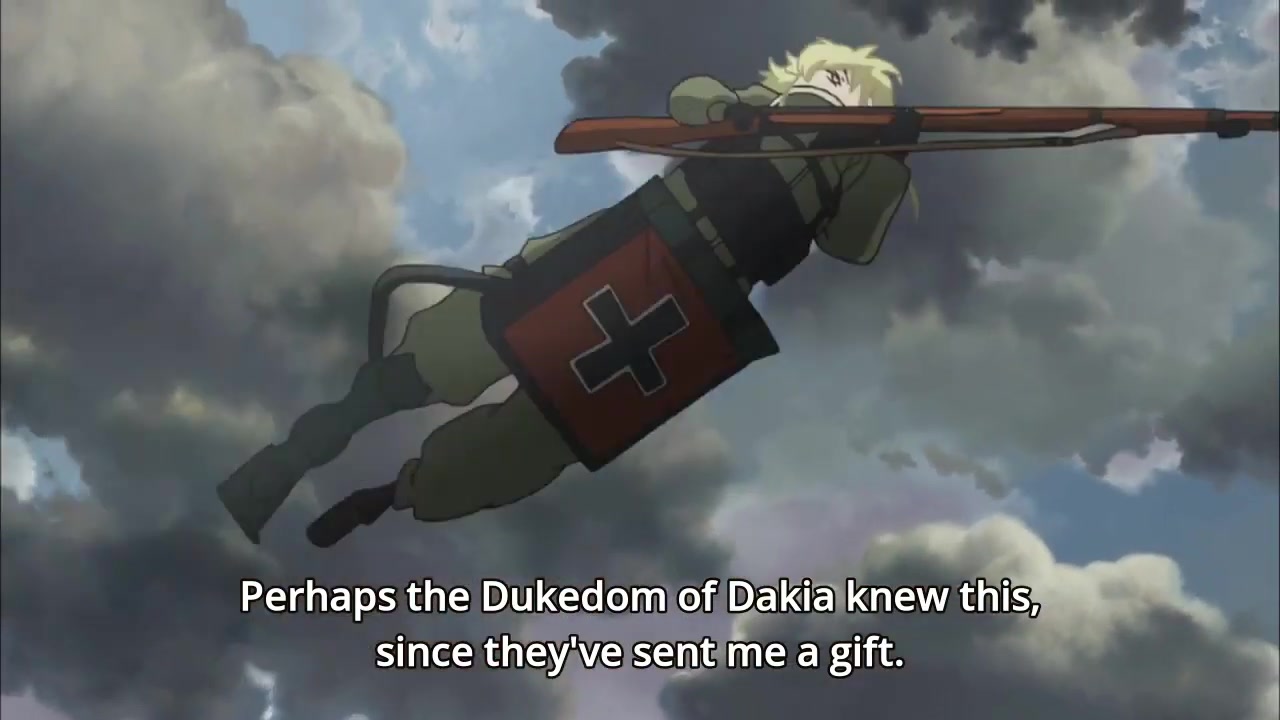 Perhaps the Dukedom of Dakia knew this,
since they've sent me a gift.